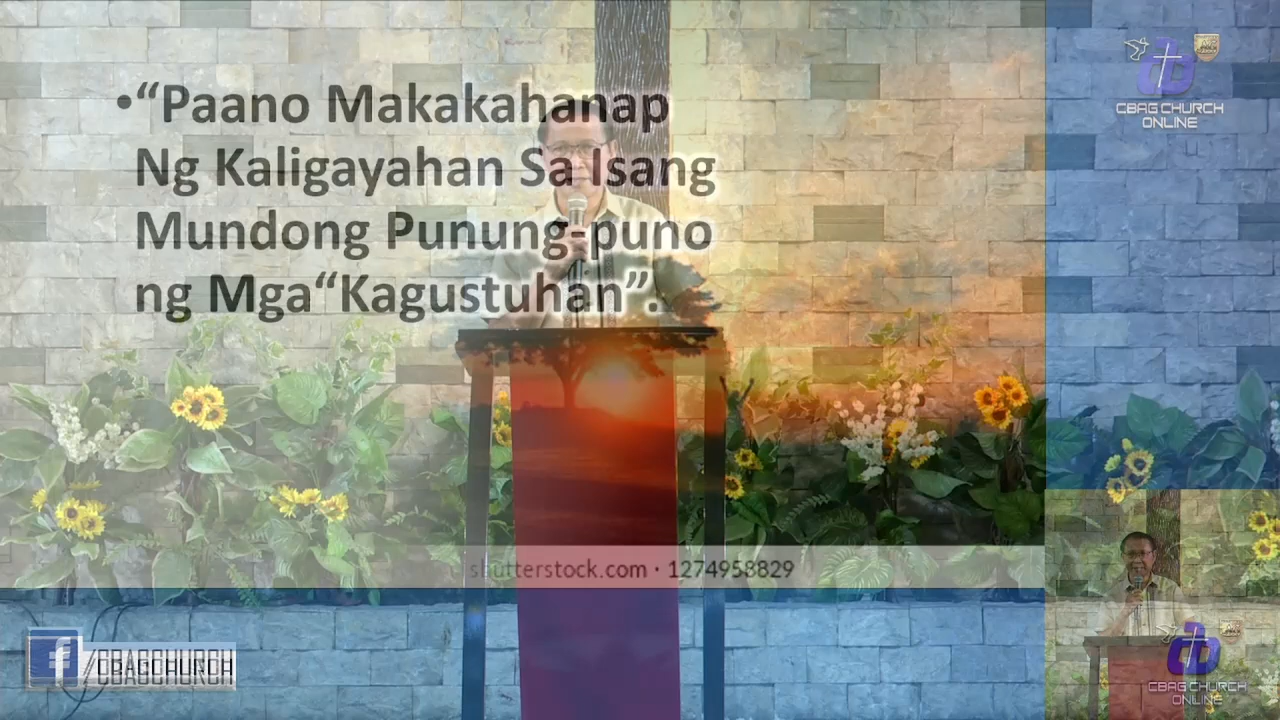 •“Paano Makakahanap
Ng Kaligayahan Sa Isang
Mundong Punung-puno
ng Mga“Kagustuhan”.
CBAG CHURCH
ONLINE
shutterstock.com · 1274958829
/CBAGCHURCH
CBAG CHURCH
ONLINE